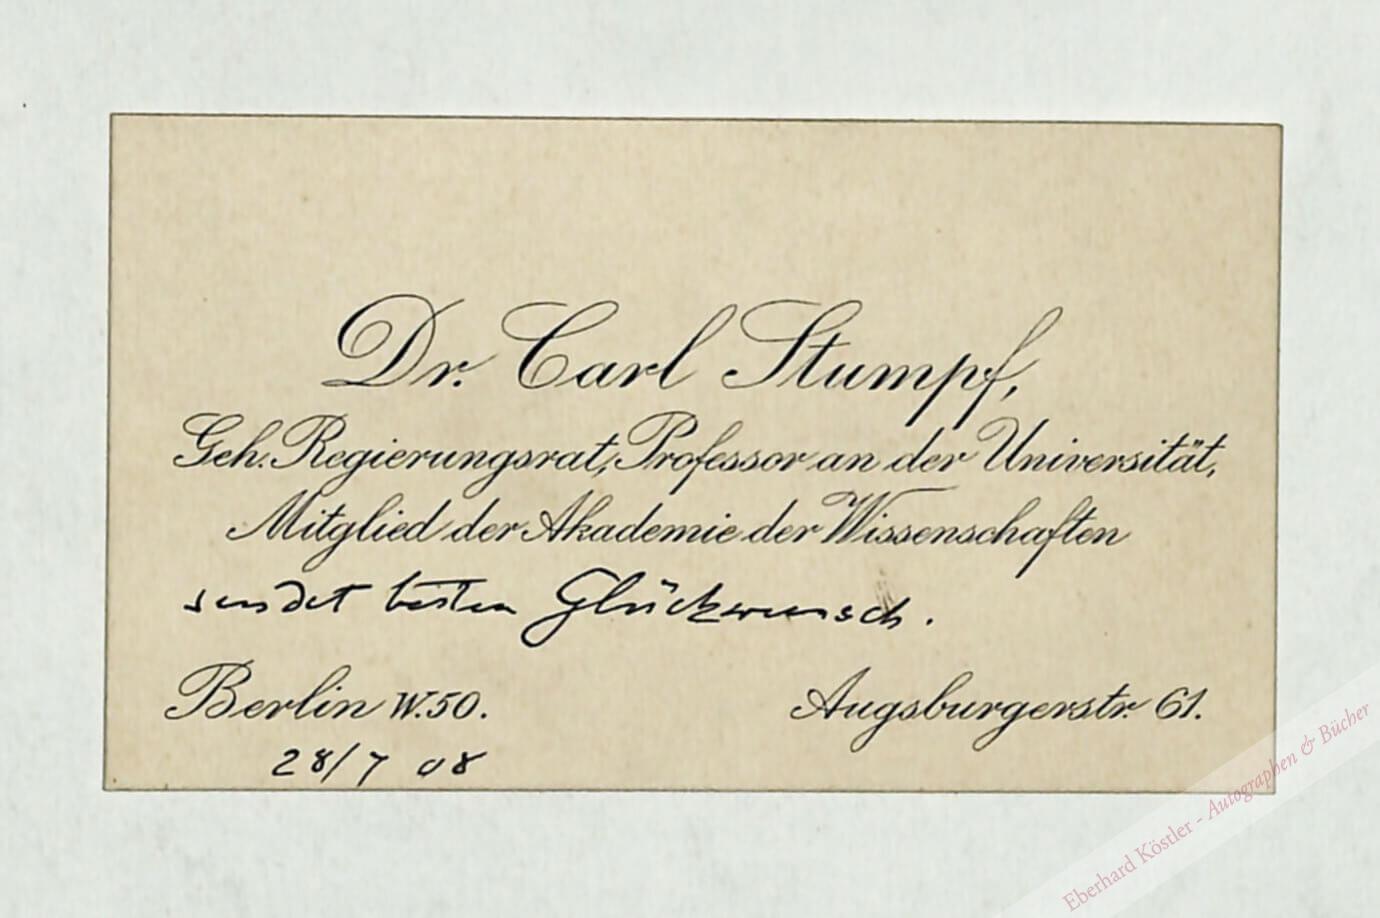 Dr. Carl Stumpf,
Geh. Regierungsrat, Professor an der Universität,
Mitglied der Akademie der Wissenschaften
sendet besten Glückwunsch.
Berlin W.50. Augsburgerstr. 61.
28/7 08
Eberhard Köstler - Autographen & Bücher